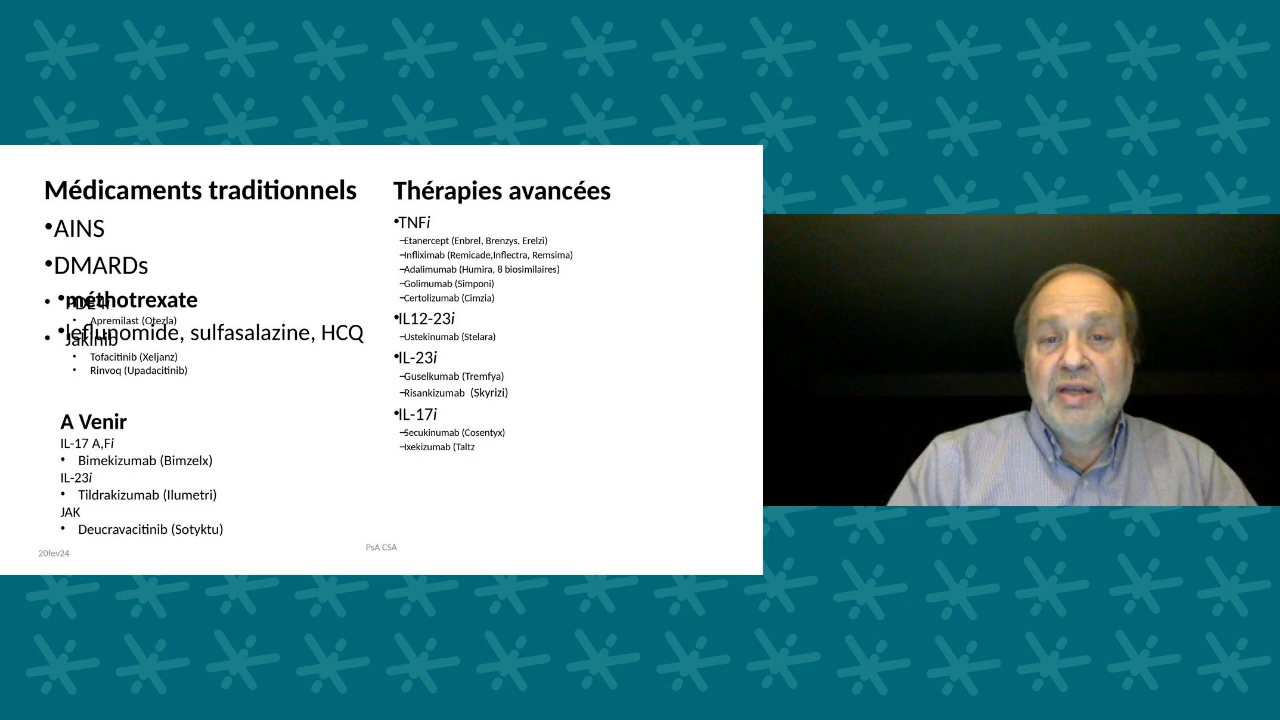 Médicaments traditionnels
•AINS
•DMARDs
•méthotrexate
• PDE4i
• Apremilast (Otezla)
•leflunomide, sulfasalazine, HCQ
• Jakinib
• Tofacitinib (Xeljanz)
• Rinvoq (Upadacitinib)
A Venir
IL-17 A,Fi
• Bimekizumab (Bimzelx)
IL-23i
• Tildrakizumab (Ilumetri)
JAK
• Deucravacitinib (Sotyktu)
Thérapies avancées
•TNFi
–Etanercept (Enbrel, Brenzys, Erelzi)
–Infliximab (Remicade,Inflectra, Remsima)
–Adalimumab (Humira, 8 biosimilaires)
–Golimumab (Simponi)
–Certolizumab (Cimzia)
•IL12-23i
–Ustekinumab (Stelara)
•IL-23i
–Guselkumab (Tremfya)
–Risankizumab (Skyrizi)
•IL-17i
–Secukinumab (Cosentyx)
–Ixekizumab (Taltz
20fev24
PsA CSA